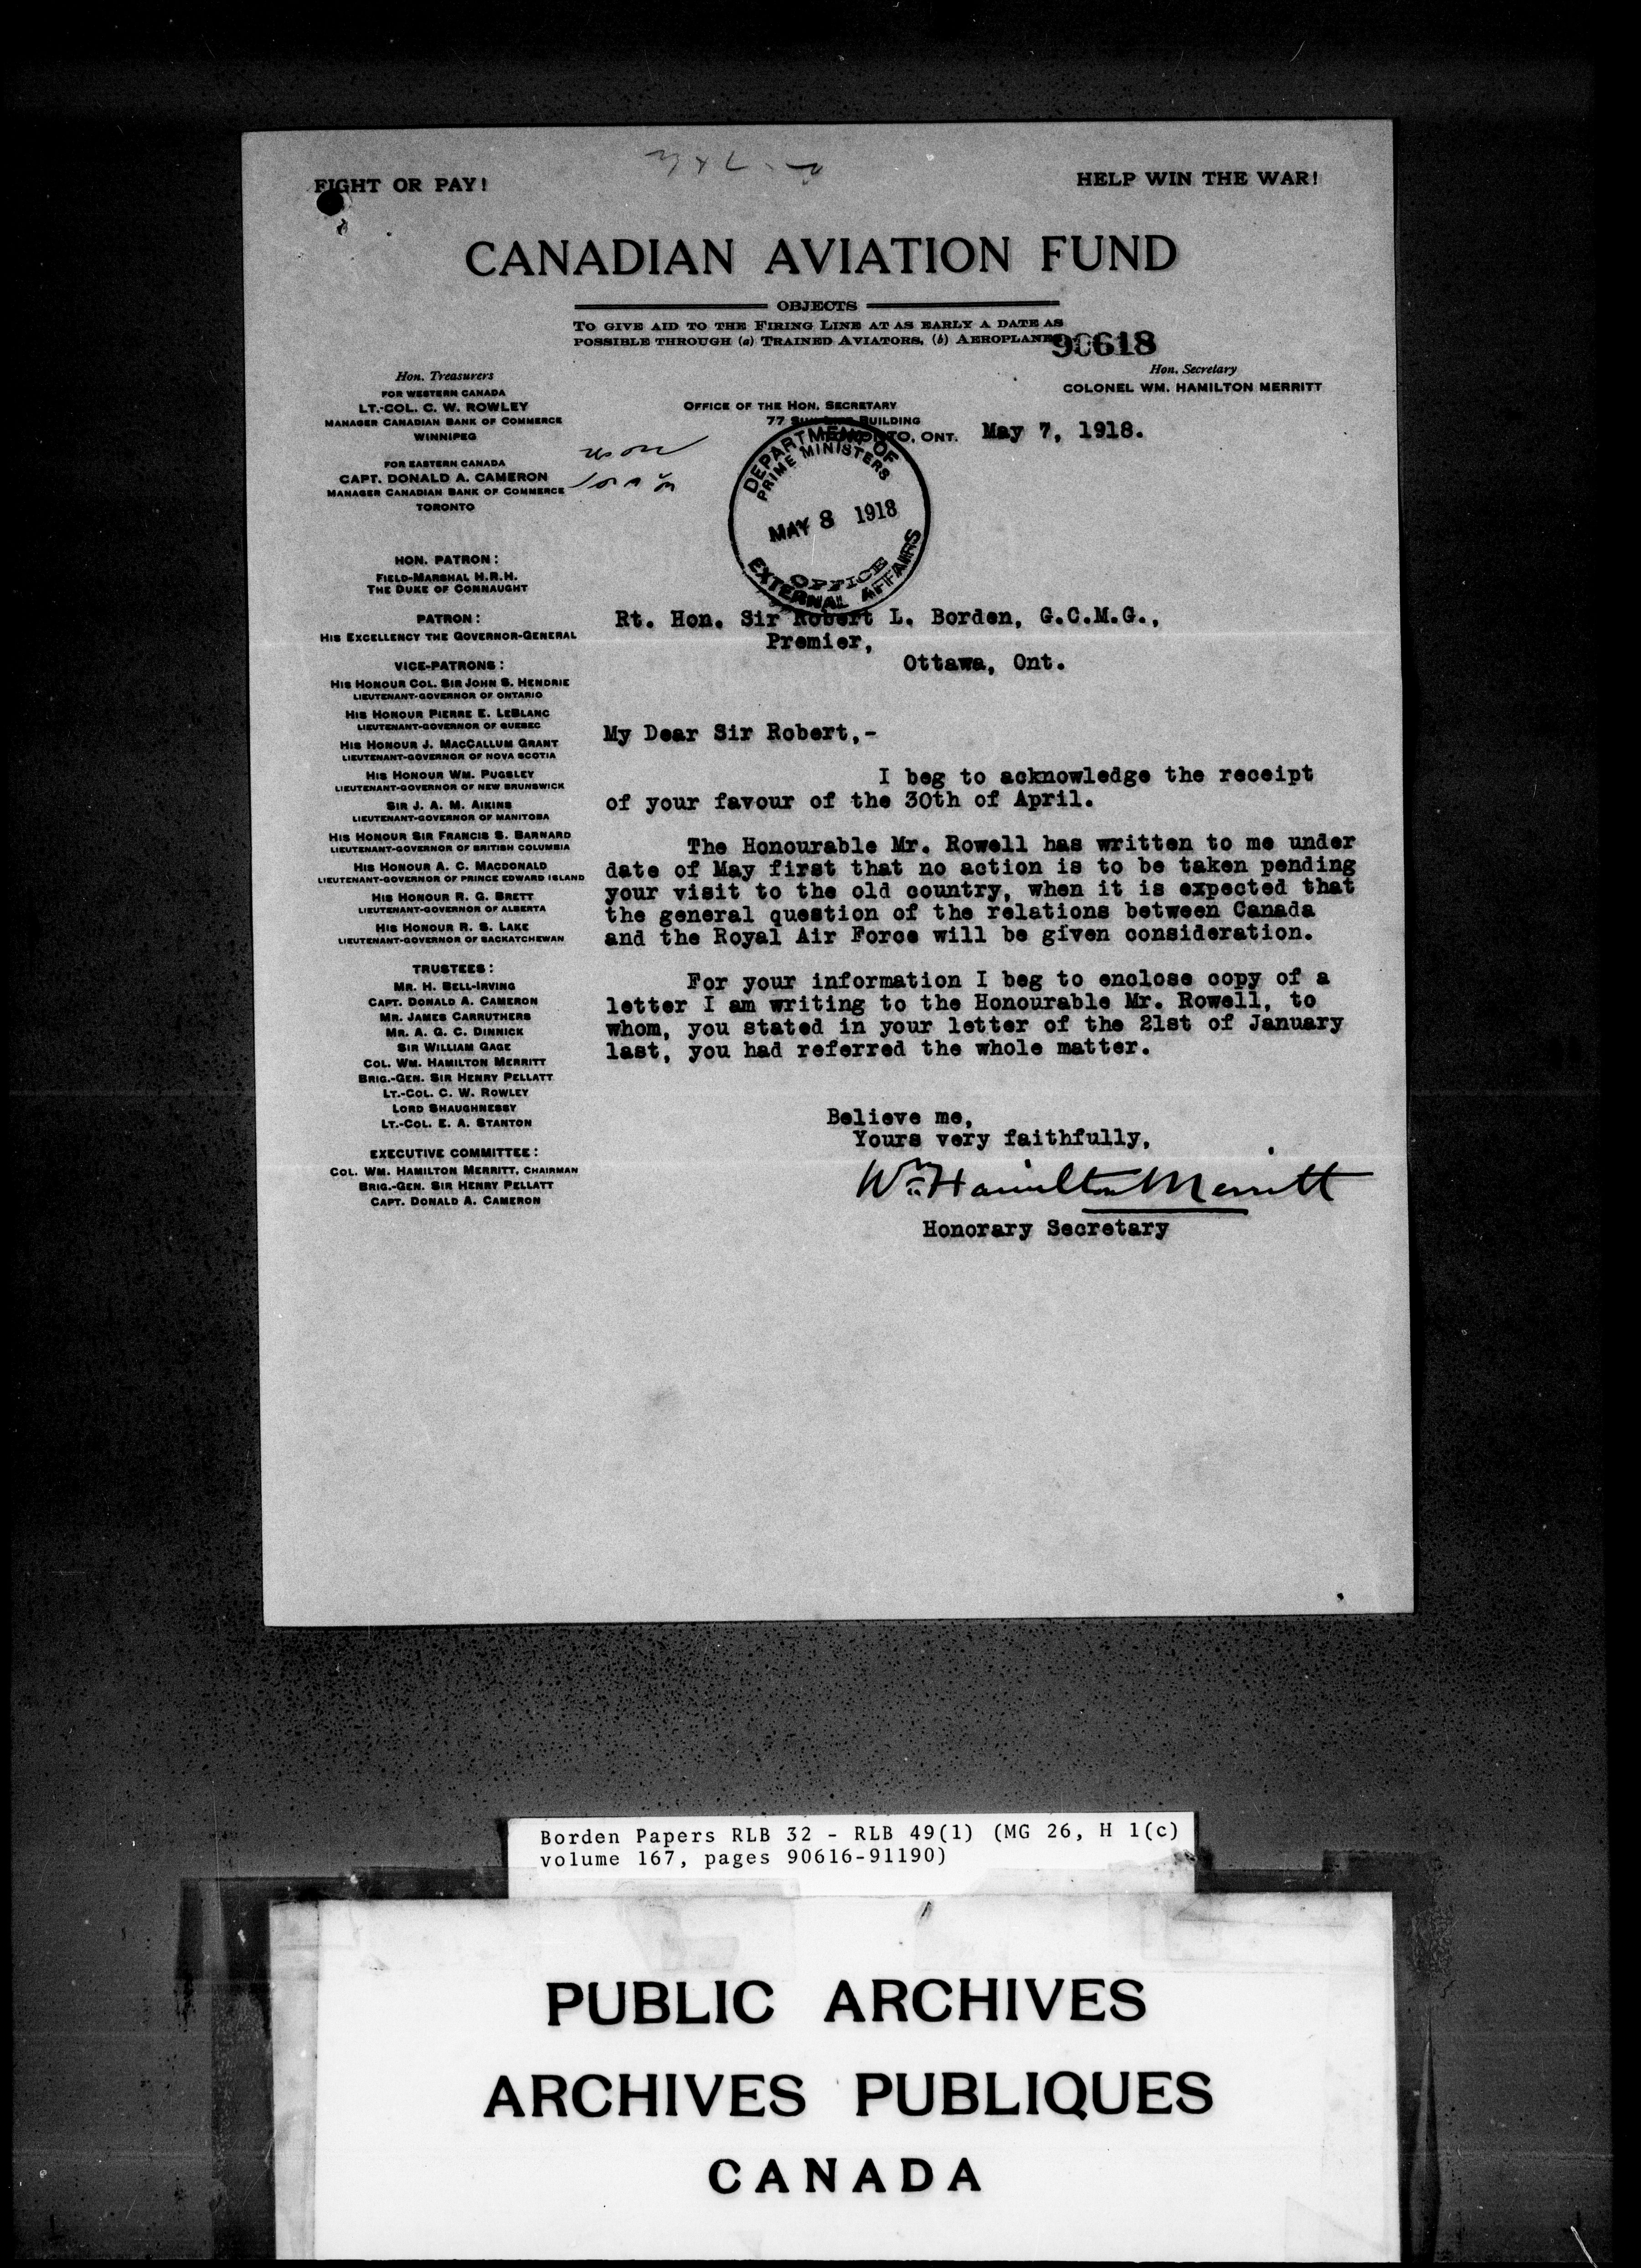 FIGHT OR PAY!
HELP WIN THE WAR!
CANADIAN AVIATION FUND
OBJECTS
TO GIVE AID TO THE FIRING LINE AT AS EARLY A DATE AS
POSSIBLE THROUGH (a) TRAINED AVIATORS, (b) AEROPLANES
90618
Hon. Secretary
COLONEL WM. HAMILTON MERRITT
Hon. Treasurers
FOR WESTERN CANADA
LT.-COL. C. W. ROWLEY
MANAGER CANADIAN BANK OF COMMERCE
WINNIPEG
FOR EASTERN CANADA
CAPT. DONALD A. CAMERON
MANAGER CANADIAN BANK OF COMMERCE
TORONTO
OFFICE OF THE HON. SECRETARY
77 BUILDING
TORONTO, ONT.
May 7, 1918.
DEPARTMENT OF
PRIME MINISTERS
MAY 8 1918
OFFICE
EXTERNAL AFFAIRS
HON. PATRON:
FIELD-MARSHAL H.R.H.
THE DUKE OF CONNAUGHT
PATRON:
HIS EXCELLENCY THE GOVERNOR-GENERAL
VICE-PATRONS:
HIS HONOUR COL. SIR JOHN S. HENDRIE
LIEUTENANT-GOVERNOR OF ONTARIO
HIS HONOUR PIERRE E. LEBLANC
LIEUTENANT-GOVERNOR OF QUEBEC
HIS HONOUR J. MACCALLUM GRANT
LIEUTENANT-GOVERNOR OF NOVA SCOTIA
HIS HONOUR WM. PUGSLEY
LIEUTENANT-GOVERNOR OF NEW BRUNSWICK
SIR J. A. M. AIKINS
LIEUTENANT-GOVERNOR OF MANITOBA
HIS HONOUR SIR FRANCIS S. BARNARD
LIEUTENANT-GOVERNOR OF BRITISH COLUMBIA
HIS HONOUR A. C. MACDONALD
LIEUTENANT-GOVERNOR OF PRINCE EDWARD ISLAND
HIS HONOUR R. G. BRETT
LIEUTENANT-GOVERNOR OF ALBERTA
HIS HONOUR R. S. LAKE
LIEUTENANT-GOVERNOR OF SACKATCHEWAN
TRUSTEES:
MR. H. BELL-IRVING
CAPT. DONALD A. CAMERON
MR. JAMES CARRUTHERS
MR. A. G. C. DINNICK
SIR WILLIAM GAGE
COL. WM. HAMILTON MERRITT
BRIG.-GEN. SIR HENRY PELLATT
LT.-COL. C. W. ROWLEY
LORD SHAUGHNESSY
LT.-COL. E. A. STANTON
EXECUTIVE COMMITTEE:
COL. WM. HAMILTON MERRITT, CHAIRMAN
BRIG.-GEN. SIR HENRY PELLATT
CAPT. DONALD A. CAMERON
Rt. Hon. Sir Robert L. Borden, G.C.M.G.,
Premier,
Ottawa, Ont.
My Dear Sir Robert,-
I beg to acknowledge the receipt
of your favour of the 30th of April.
The Honourable Mr. Rowell has written to me under
date of May first that no action is to be taken pending
your visit to the old country, when it is expected that
the general question of the relations between Canada
and the Royal Air Force will be given consideration.
For your information I beg to enclose copy of a
letter I am writing to the Honourable Mr. Rowell, to
whom, you stated in your letter of the 21st of January
last, you had referred the whole matter.
Believe me,
Yours very faithfully,
Wm Hamilton Merritt
Honorary Secretary
Borden Papers RLB 32 - RLB 49(1) (MG 26, H 1(c)
volume 167, pages 90616-91190)
PUBLIC ARCHIVES
ARCHIVES PUBLIQUES
CANADA